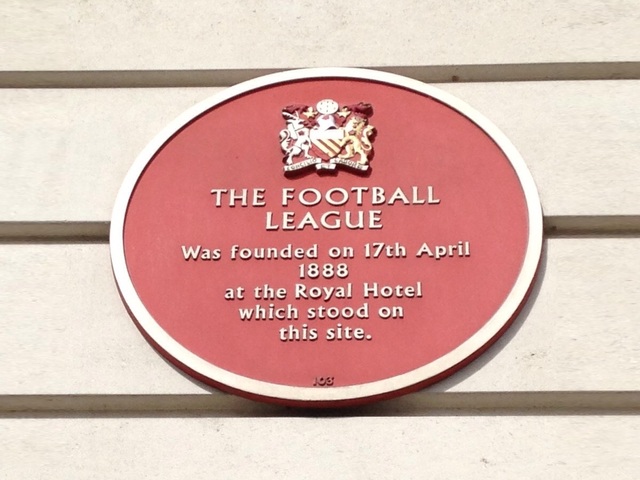 THE FOOTBALL
LEAGUE
Was founded on 17th April
1888
at the Royal Hotel
which stood on
this site.
103